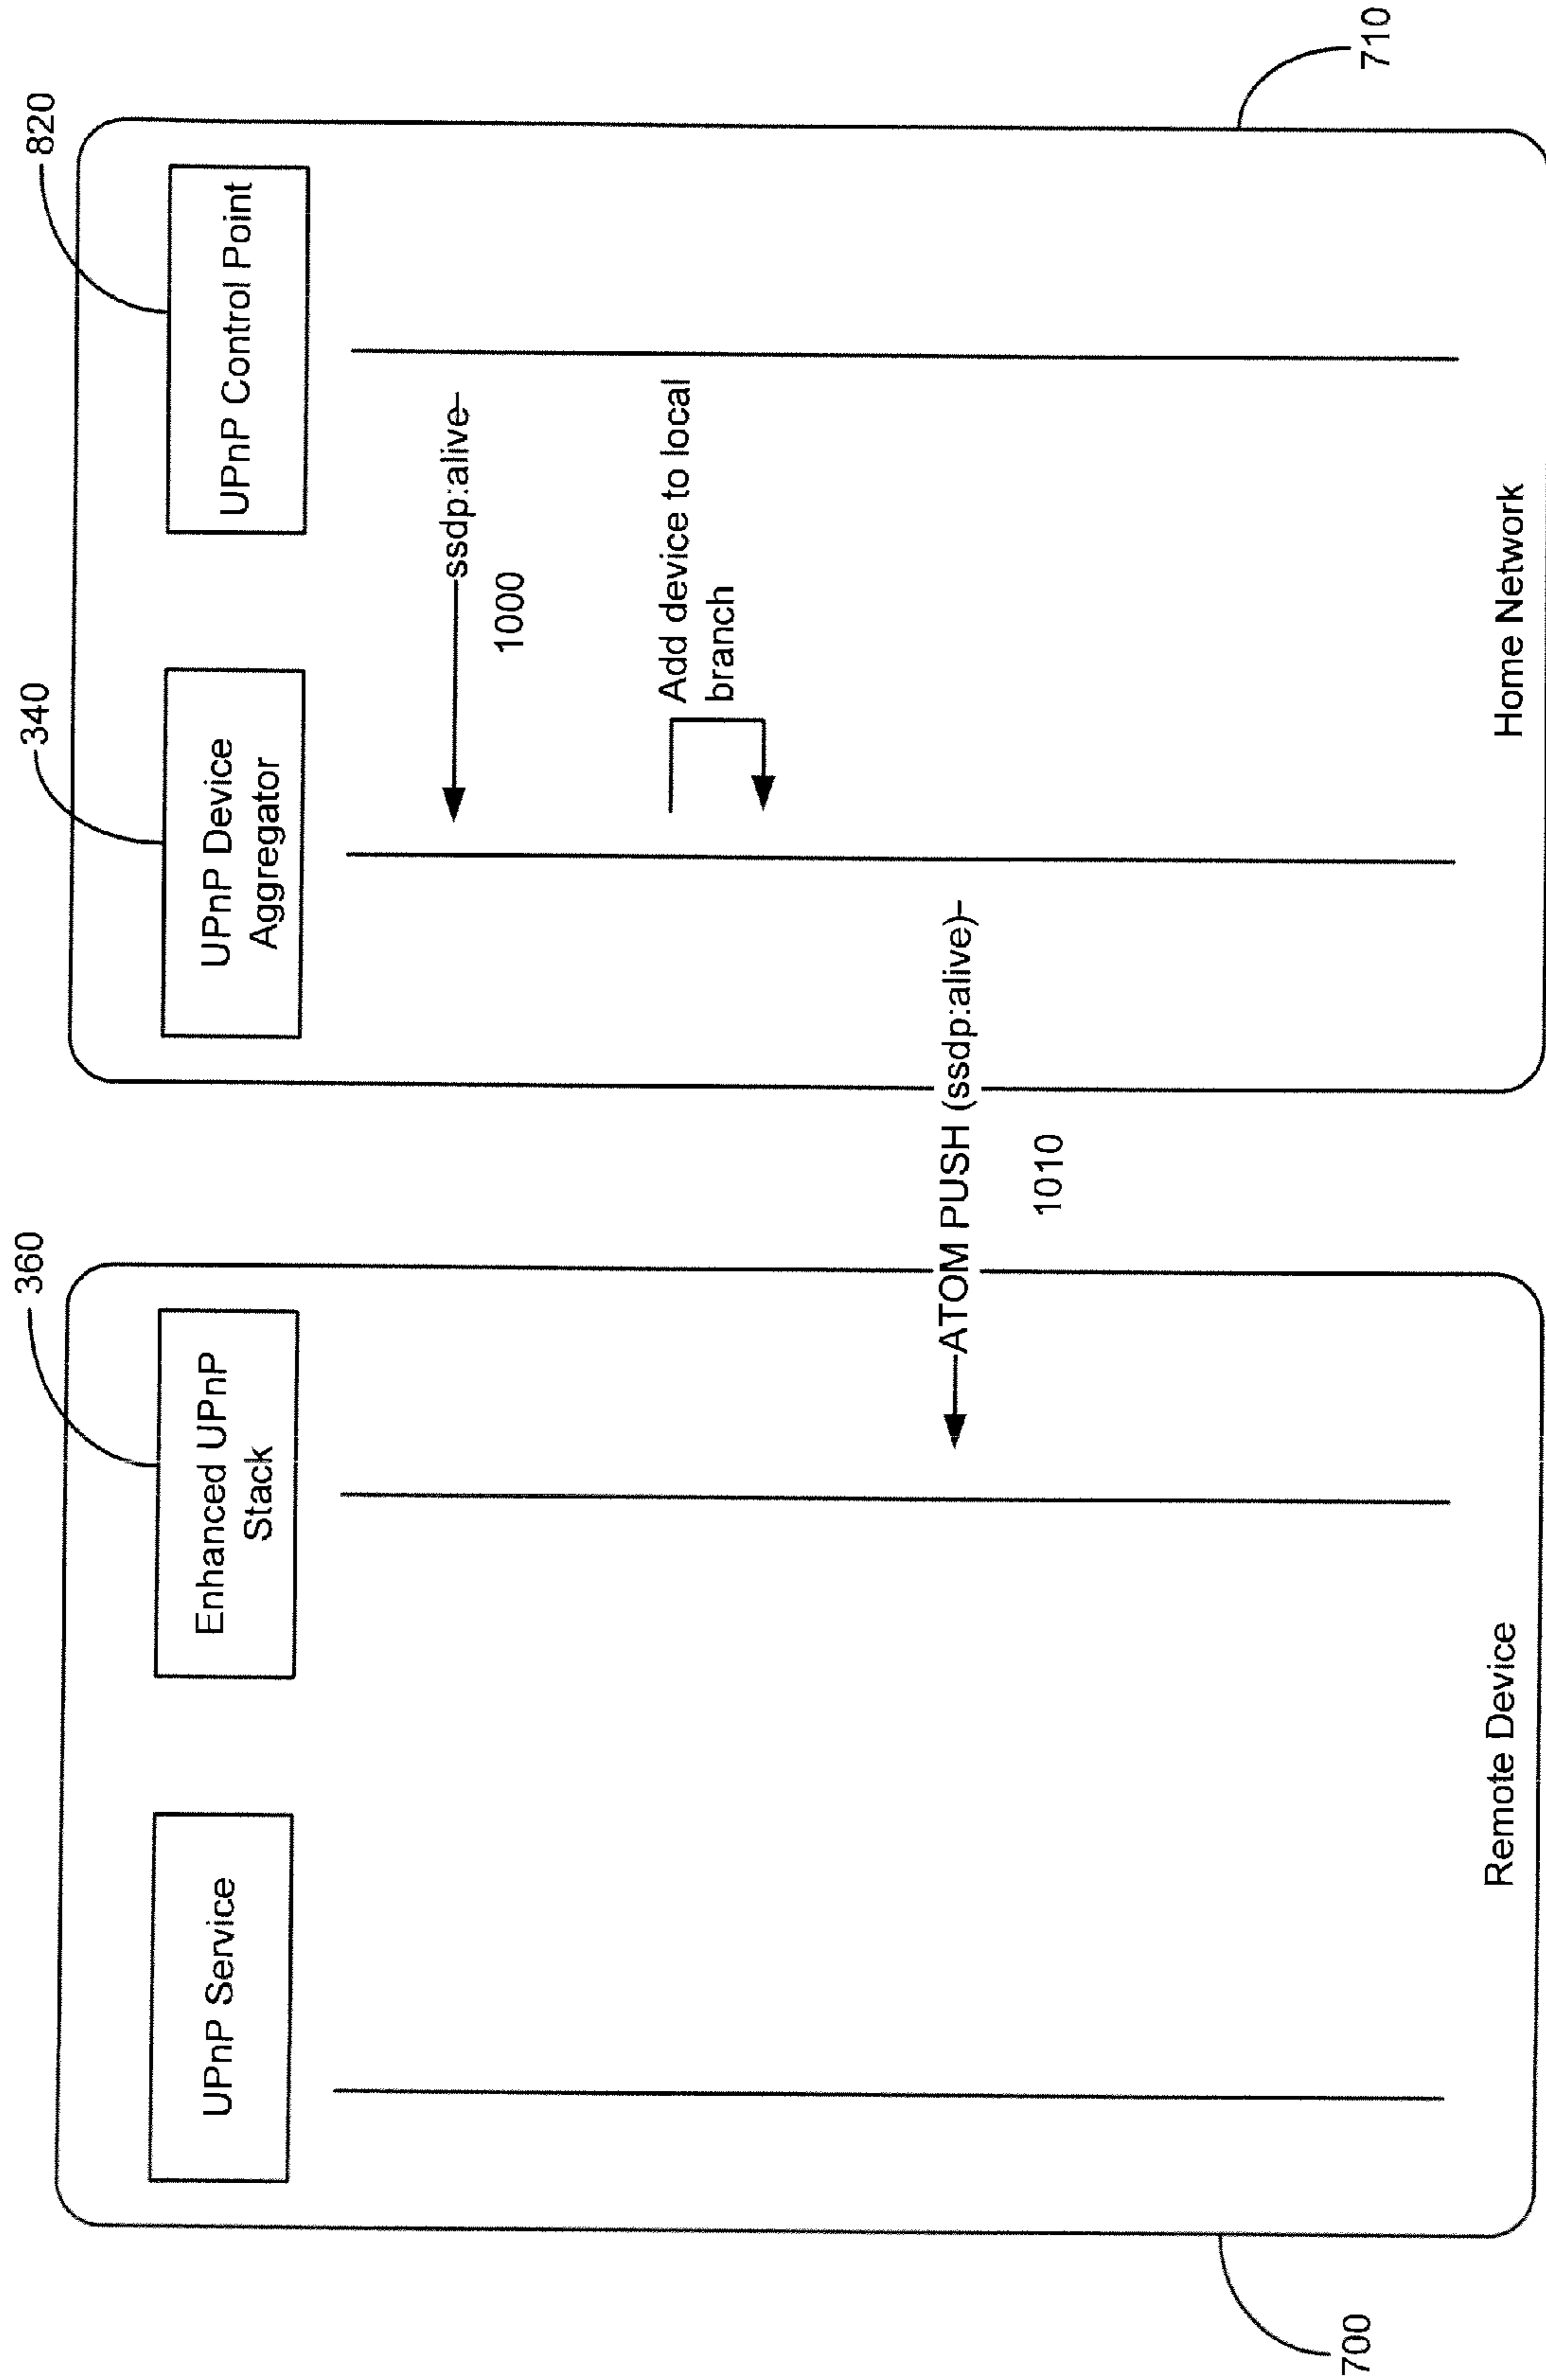 360
340
820
UPnP Service
Enhanced UPnP
Stack
UPnP Device
Aggregator
UPnP Control Point
ssdp:alive
1000
Add device to local
branch
ATOM PUSH (ssdp:alive)
1010
Remote Device
Home Network
700
710